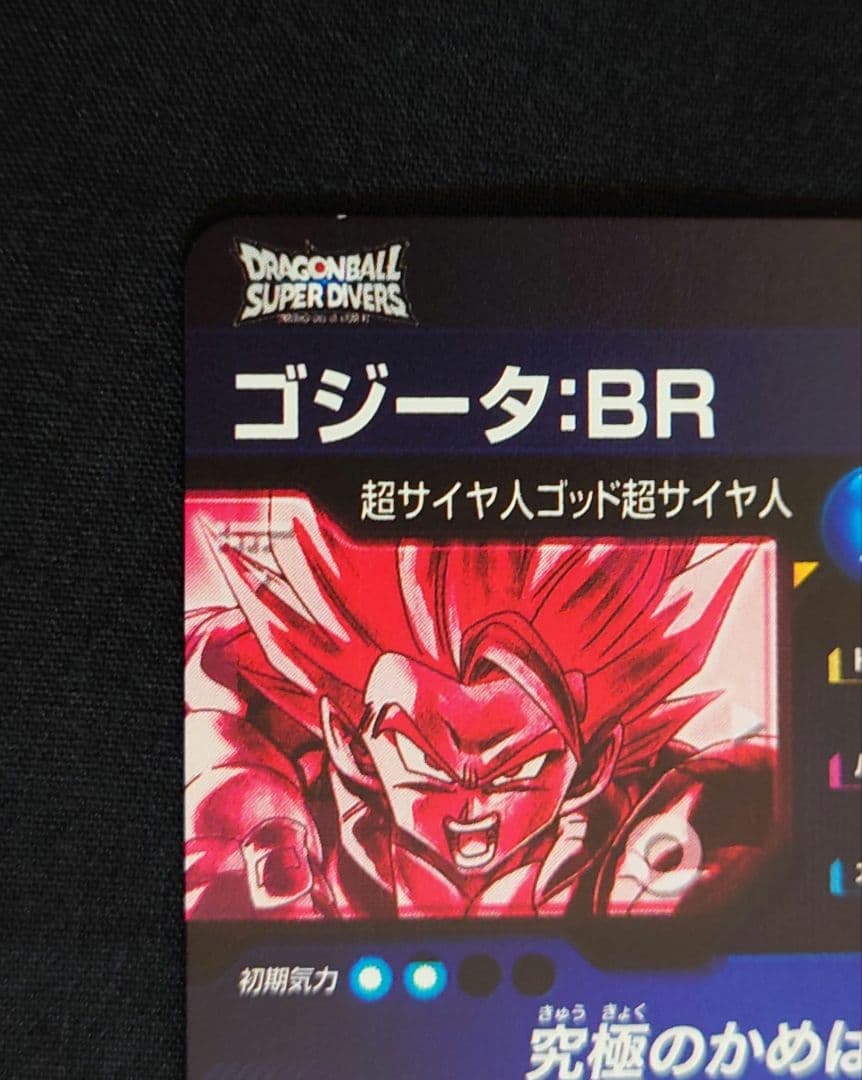 DRAGONBALL
SUPER DIVERS
ゴジータ:BR
超サイヤ人ゴッド超サイヤ人
初期気力
きゅう きょく
究極のかめは